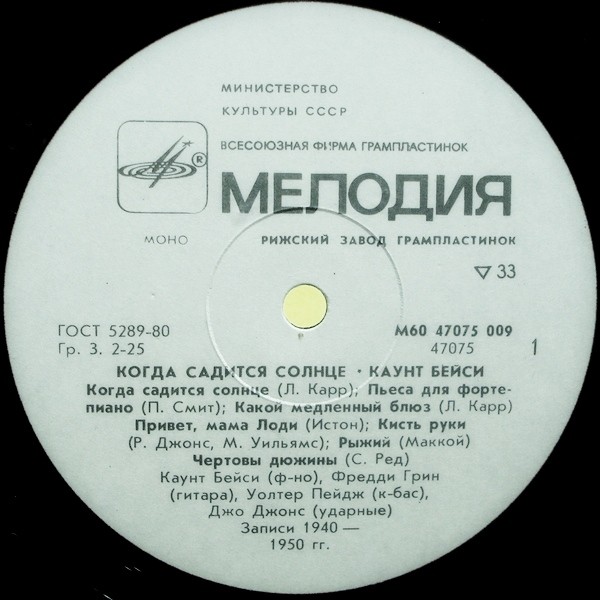 МИНИСТЕРСТВО
КУЛЬТУРЫ СССР
ВСЕСОЮЗНАЯ ФИРМА ГРАМПЛАСТИНОК
®
МЕЛОДИЯ
МОНО
РИЖСКИЙ ЗАВОД ГРАМПЛАСТИНОК
▽ 33
ГОСТ 5289-80
М60 47075 009
Гр. 3. 2-25
47075
1
КОГДА САДИТСЯ СОЛНЦЕ · КАУНТ БЕЙСИ
Когда садится солнце (Л. Карр), Пьеса для форте-
пиано (П. Смит); Какой медленный блюз (Л. Карр)
Привет, мама Лоди (Истон); Кисть руки
(Р. Джонс, М. Уильямс); Рыжий (Маккой)
Чертовы дюжины (С. Ред)
Каунт Бейси (ф-но), Фредди Грин
(гитара), Уолтер Пейдж (к-бас),
Джо Джонс (ударные)
Записи 1940 —
1950 гг.